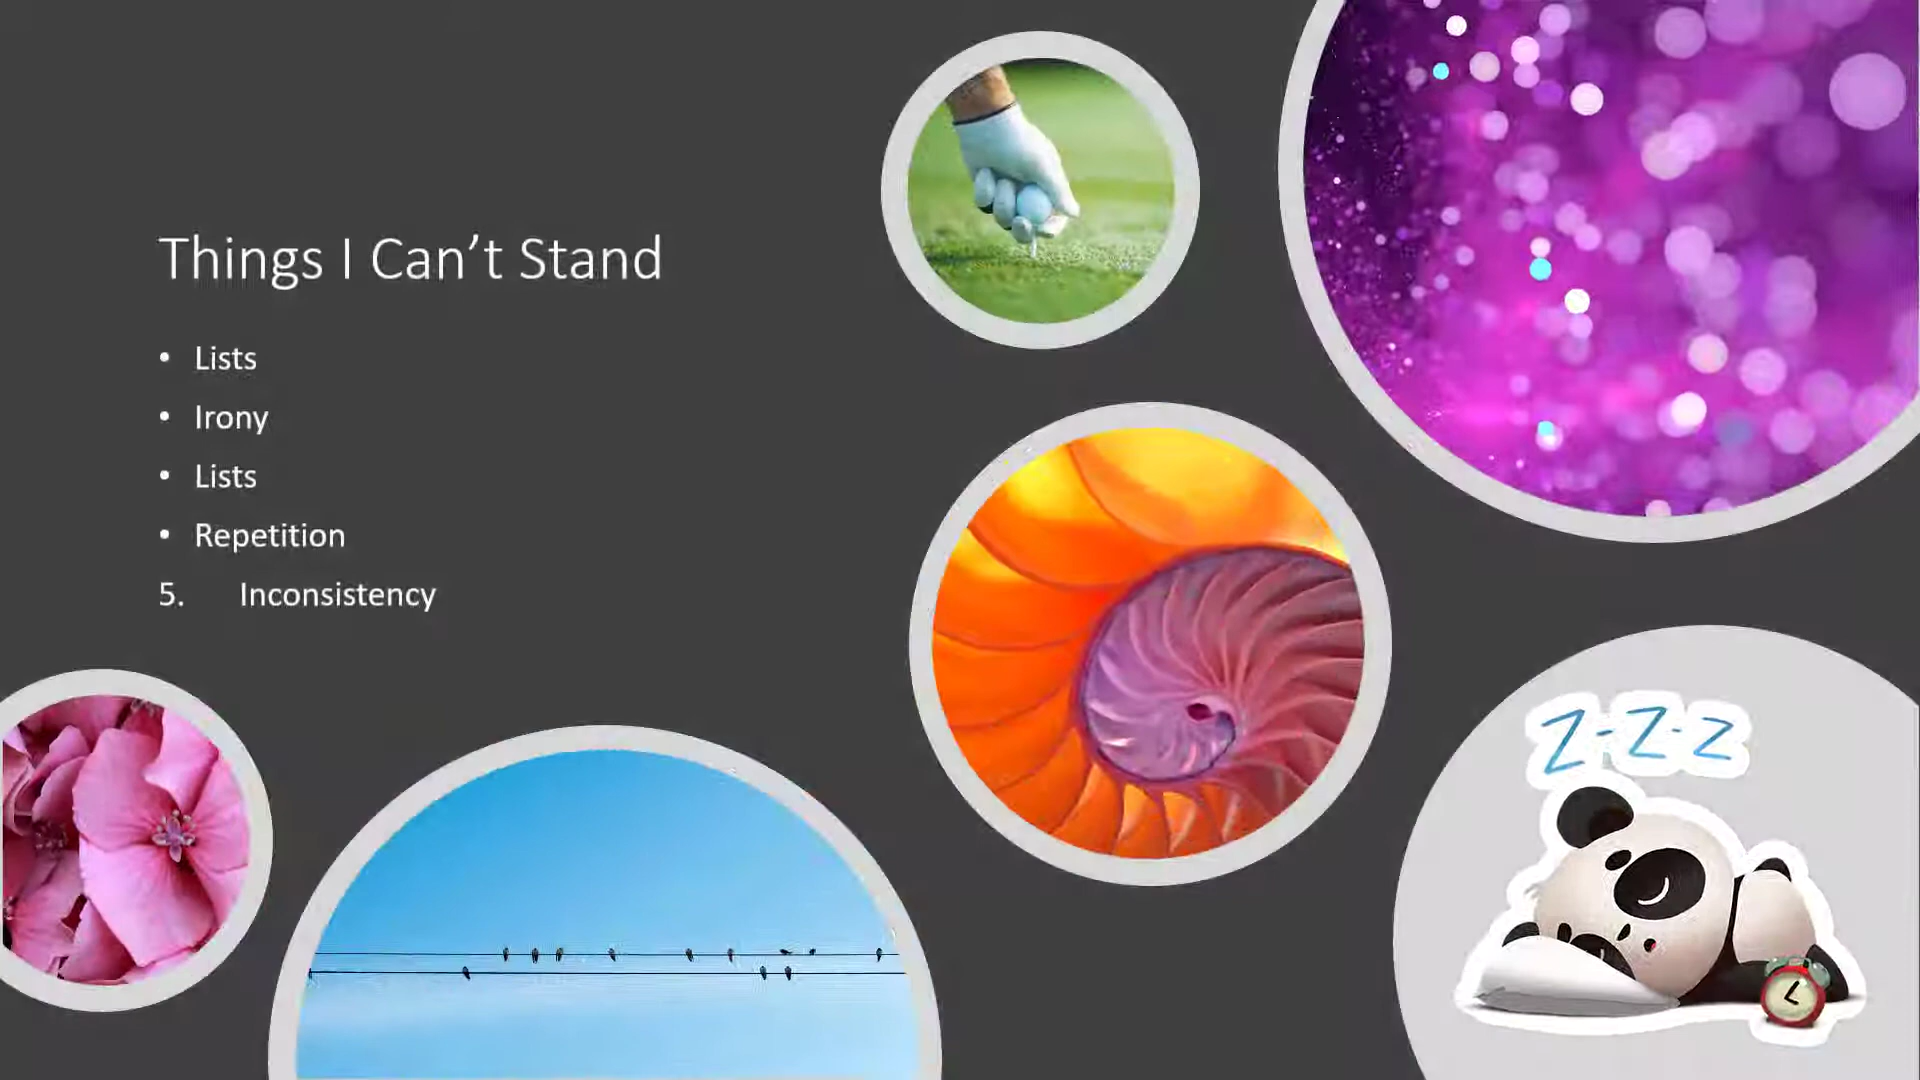 Things I Can’t Stand
• Lists
• Irony
• Lists
• Repetition
5. Inconsistency
Z-Z-Z